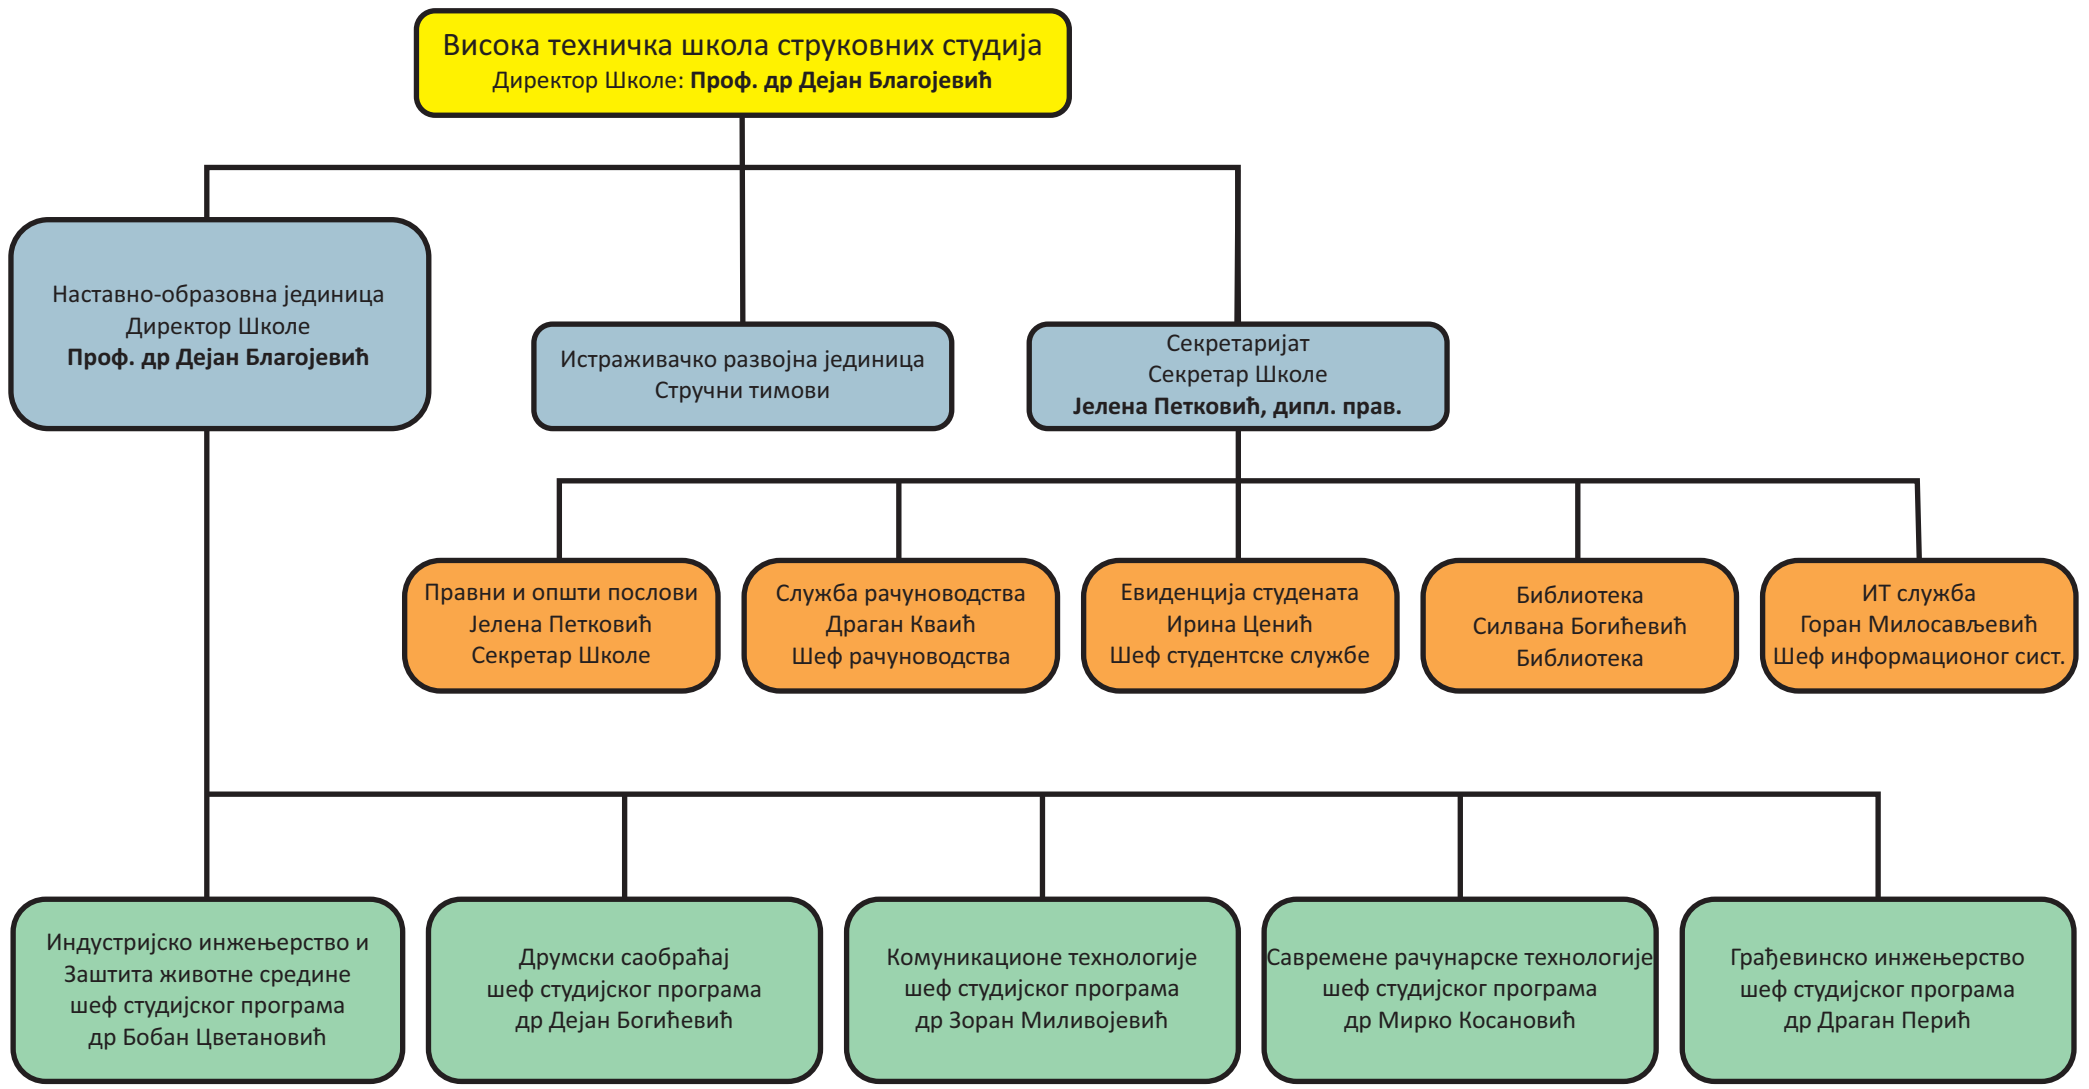 Висока техничка школа струковних студија
Директор Школе: Проф. др Дејан Благојевић
Наставно-образовна јединица
Директор Школе
Проф. др Дејан Благојевић
Истраживачко развојна јединица
Стручни тимови
Секретаријат
Секретар Школе
Јелена Петковић, дипл. прав.
Правни и општи послови
Јелена Петковић
Секретар Школе
Служба рачуноводства
Драган Кваић
Шеф рачуноводства
Евиденција студената
Ирина Ценић
Шеф студентске службе
Библиотека
Силвана Богићевић
Библиотека
ИТ служба
Горан Милосављевић
Шеф информационог сист.
Индустријско инжењерство и
Заштита животне средине
шеф студијског програма
др Бобан Цветановић
Друмски саобраћај
шеф студијског програма
др Дејан Богићевић
Комуникационе технологије
шеф студијског програма
др Зоран Миливојевић
Савремене рачунарске технологије
шеф студијског програма
др Мирко Косановић
Грађевинско инжењерство
шеф студијског програма
др Драган Перић